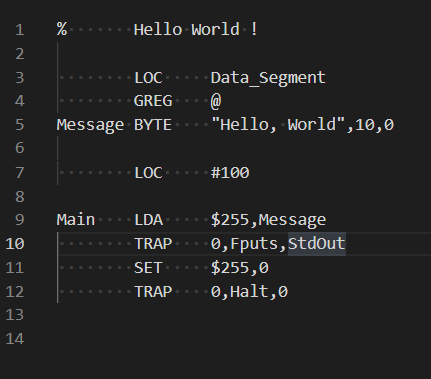 1 %       Hello World !
2
3         LOC     Data_Segment
4         GREG    @
5 Message BYTE    "Hello, World",10,0
6
7         LOC     #100
8
9 Main    LDA     $255,Message
10         TRAP    0,Fputs,StdOut
11         SET     $255,0
12         TRAP    0,Halt,0
13
14